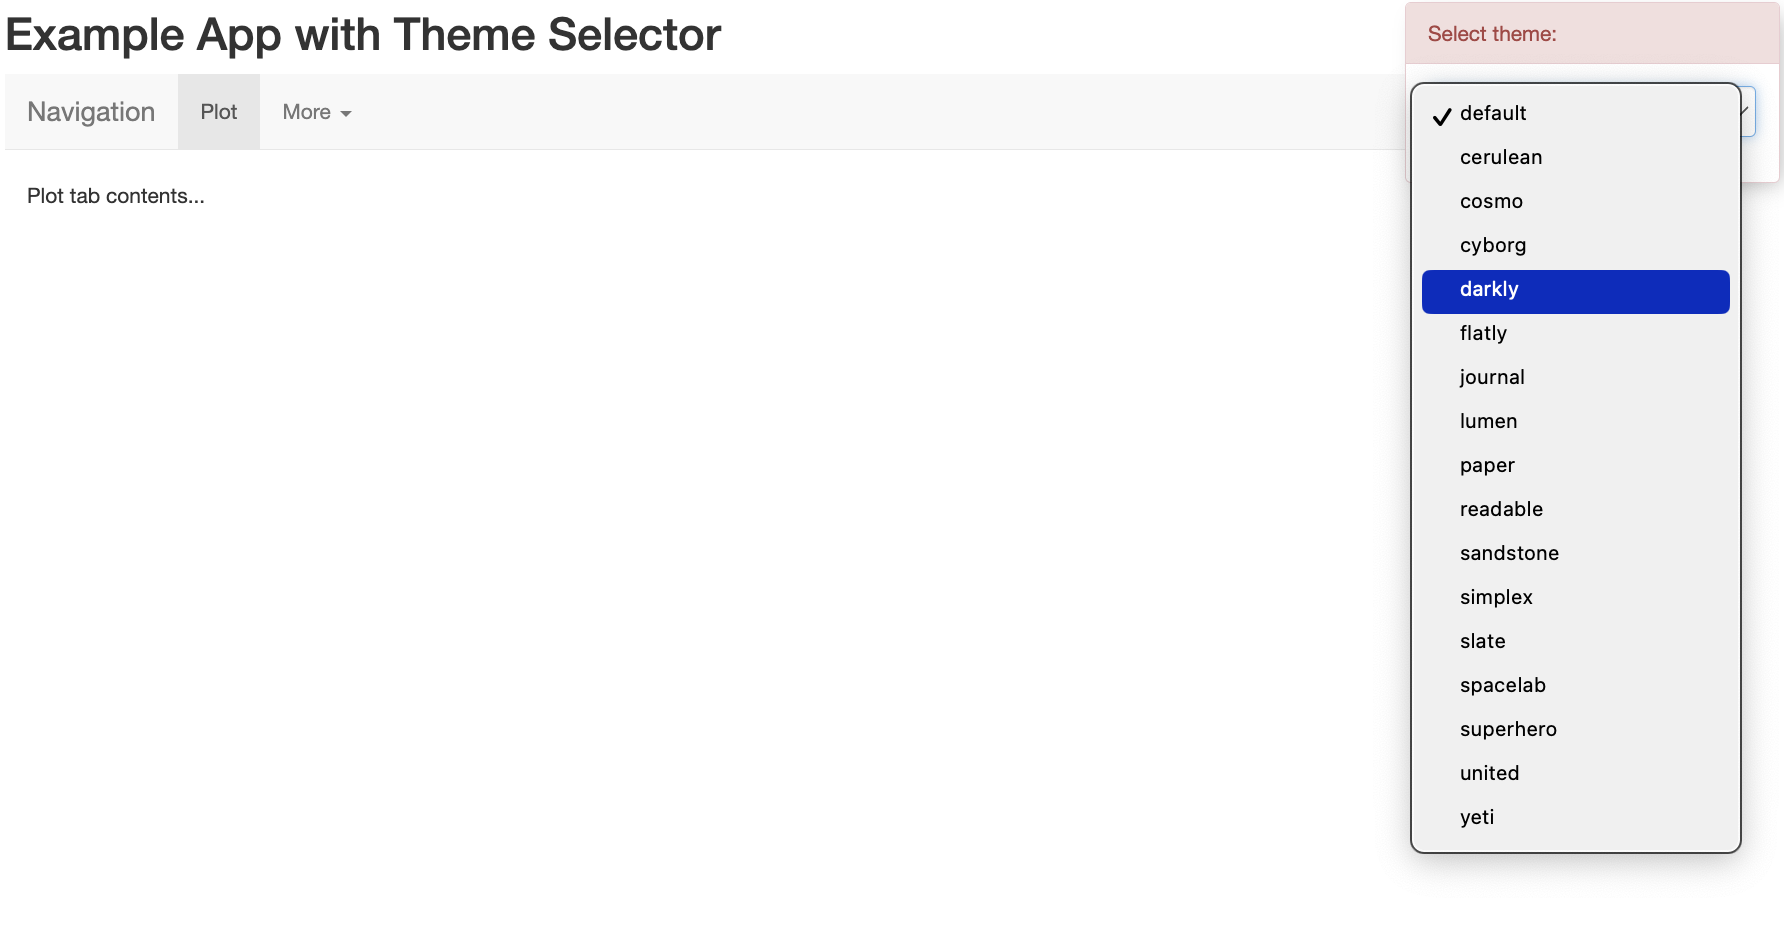 Example App with Theme Selector
Select theme:
Navigation Plot More
Plot tab contents...
default
cerulean
cosmo
cyborg
darkly
flatly
journal
lumen
paper
readable
sandstone
simplex
slate
spacelab
superhero
united
yeti